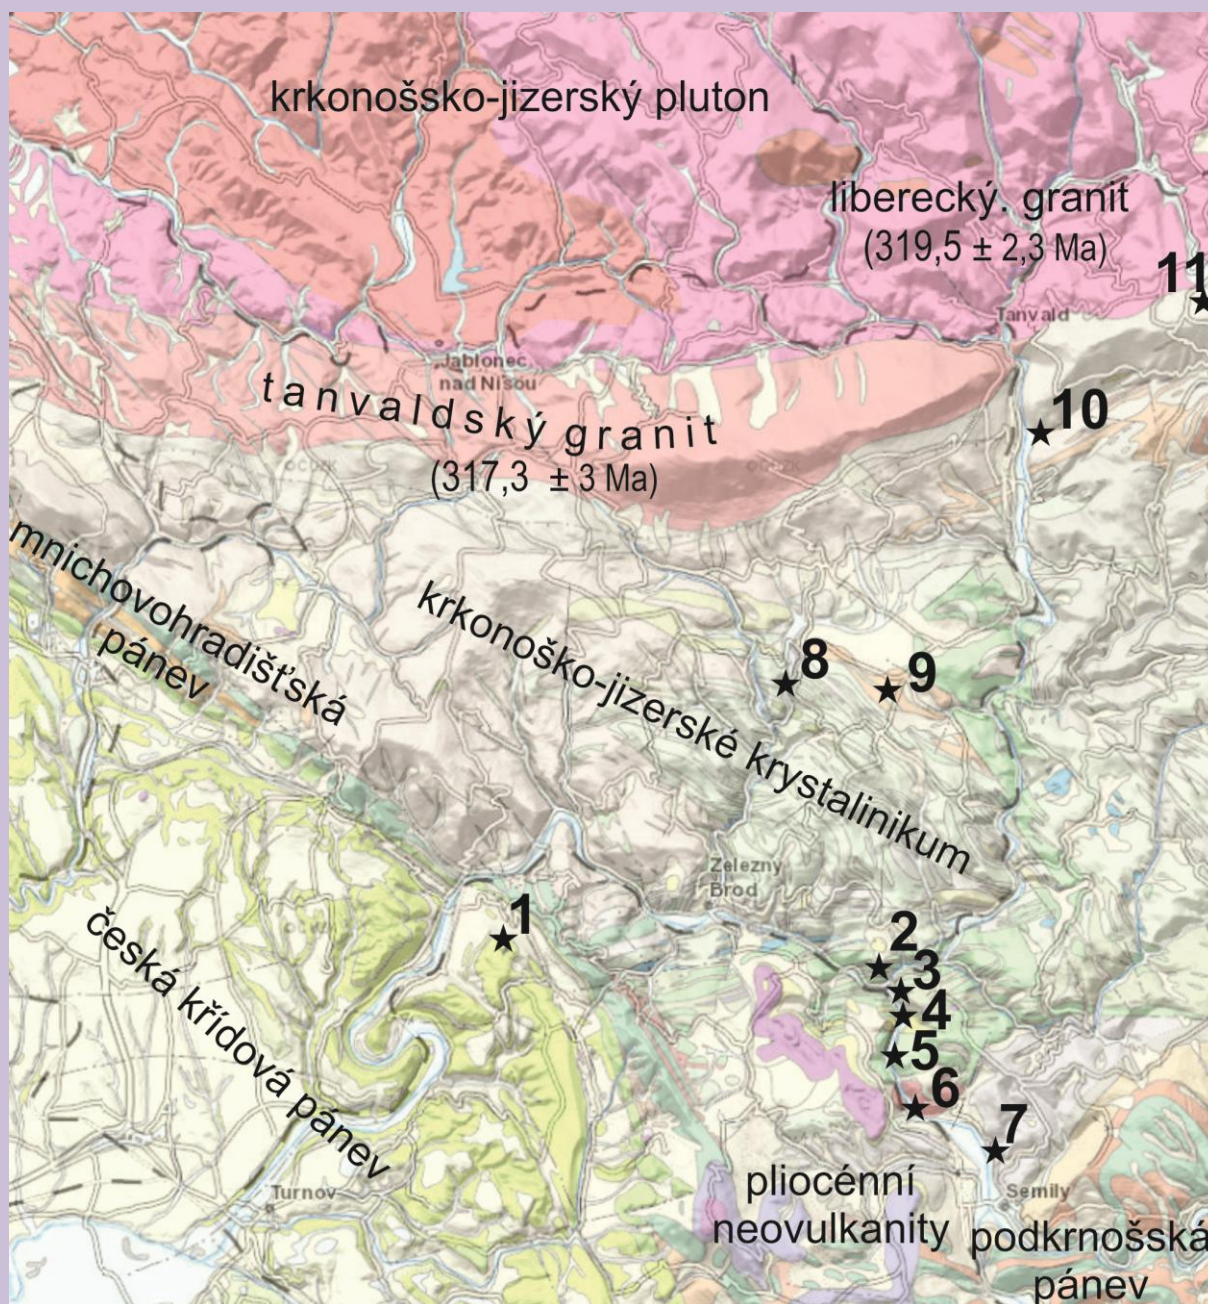 krkonošsko-jizerský pluton
liberecký. granit
(319,5 ± 2,3 Ma)
11
Tanvald
Jablonec
nad Nisou
tanvaldský granit
(317,3 ± 3 Ma)
10
mnichovohradišťská
pánev
krkonoško-jizerské krystalinikum
8
9
Zelezny
Brod
1
2
3
4
5
6
7
česká křídová pánev
Turnov
pliocénní
neovulkanity
Semily
podkrnošská
pánev